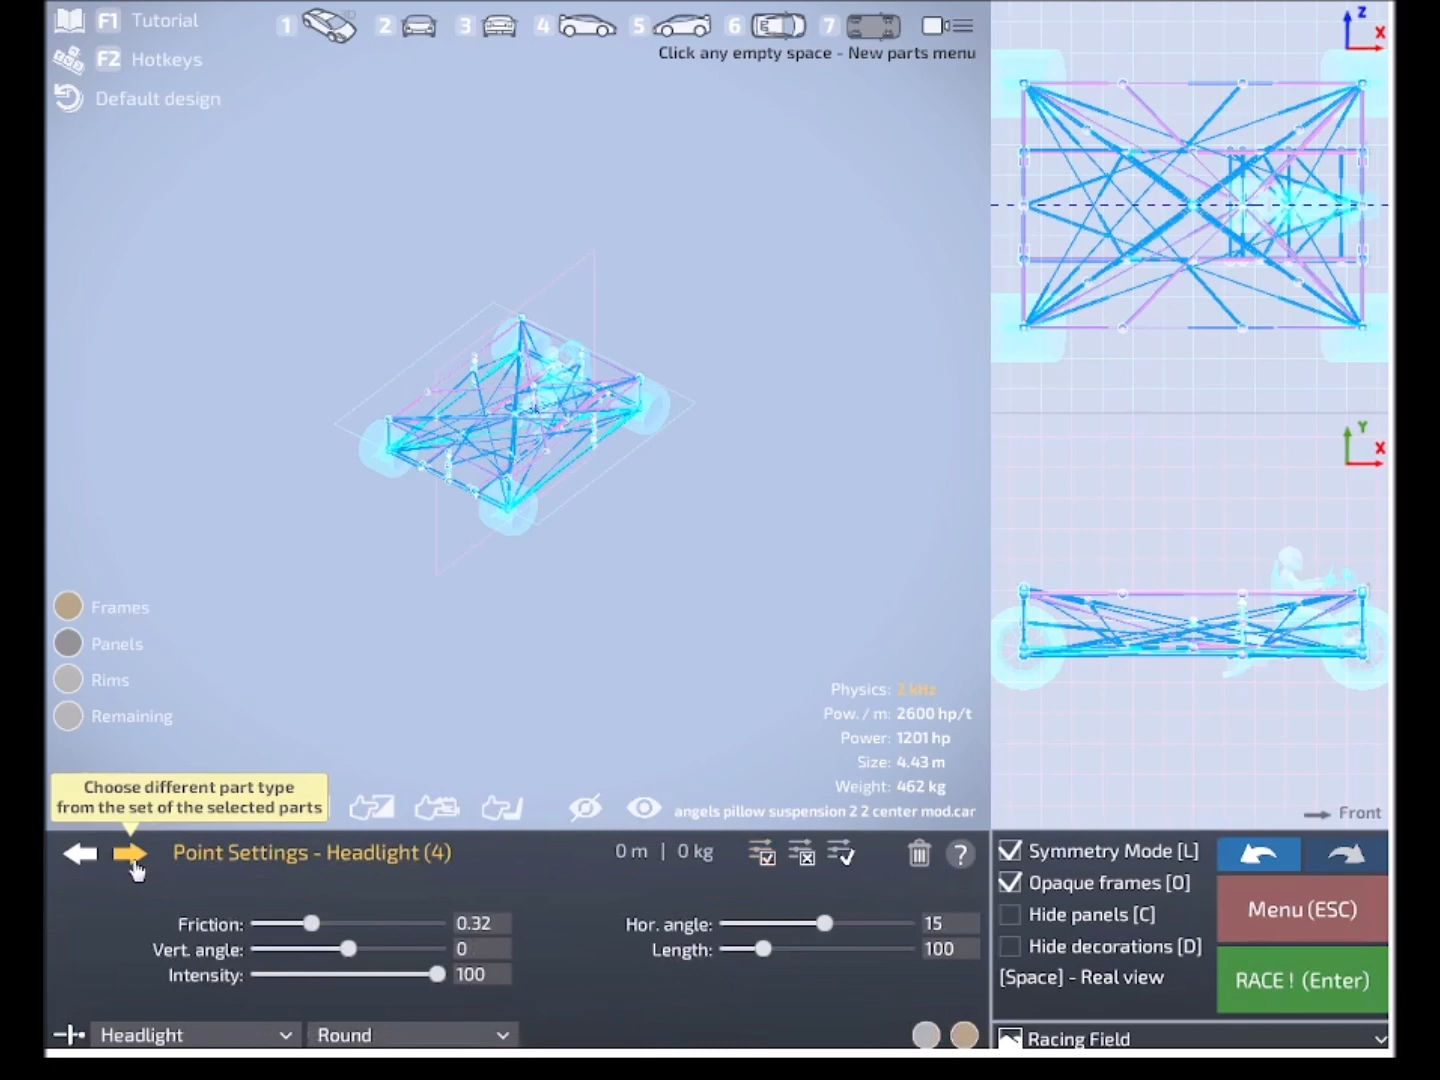 F1 Tutorial
F2 Hotkeys
Default design
1 2 3 4 5 6 7
Click any empty space - New parts menu
Z
X
Y
X
Front
Frames
Panels
Rims
Remaining
Physics: 2 kHz
Pow. / m: 2600 hp/t
Power: 1201 hp
Size: 4.43 m
Weight: 462 kg
angels pillow suspension 2 2 center mod.car
Choose different part type
from the set of the selected parts
Point Settings - Headlight (4)
0 m | 0 kg
?
Friction: 0.32
Vert. angle: 0
Intensity: 100
Hor. angle: 15
Length: 100
Headlight
Round
Symmetry Mode [L]
Opaque frames [O]
Hide panels [C]
Hide decorations [D]
[Space] - Real view
Menu (ESC)
RACE ! (Enter)
Racing Field